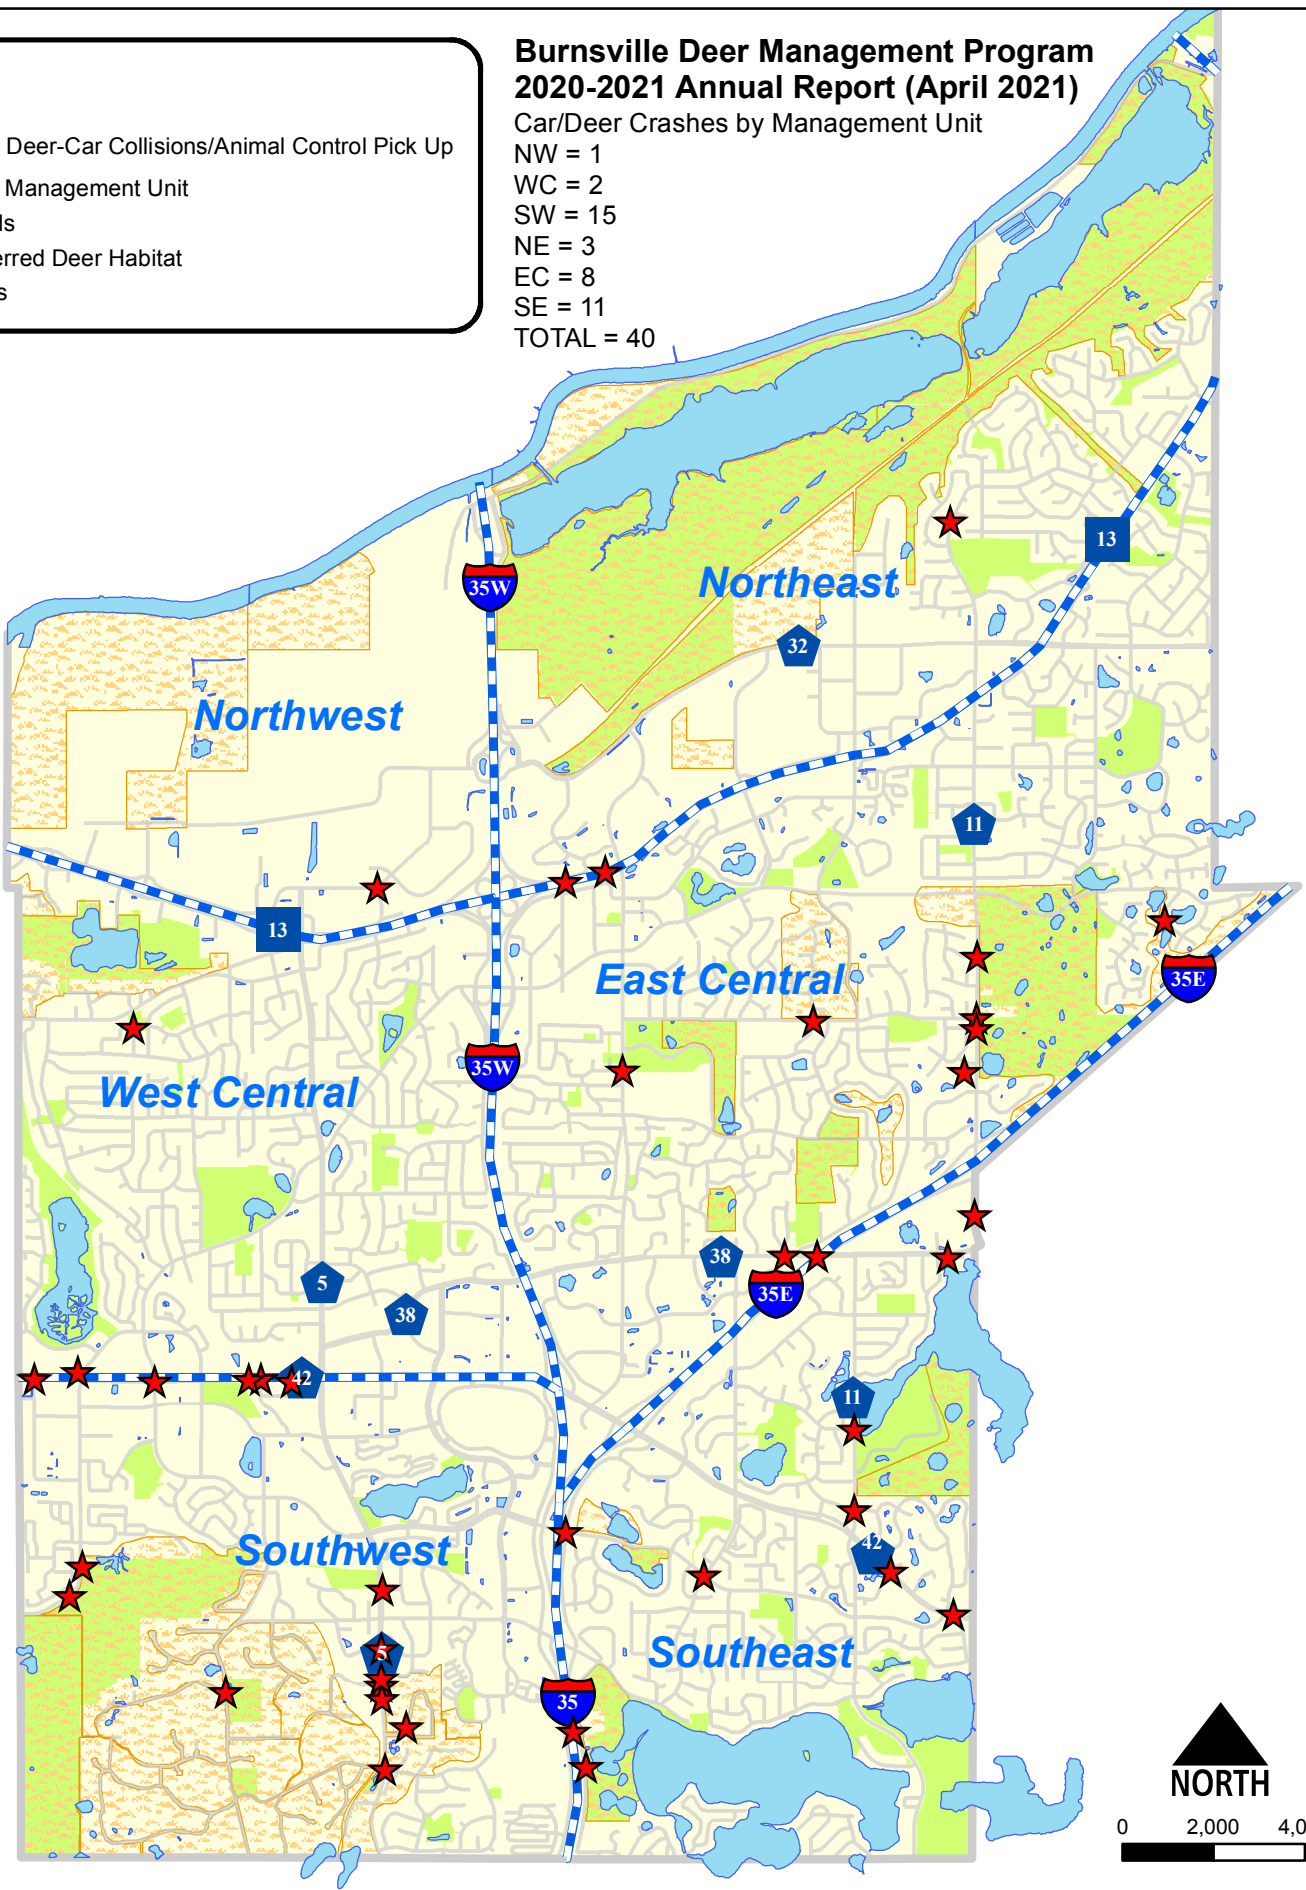 Burnsville Deer Management Program
2020-2021 Annual Report (April 2021)
Car/Deer Crashes by Management Unit
NW = 1
WC = 2
SW = 15
NE = 3
EC = 8
SE = 11
TOTAL = 40
Deer-Car Collisions/Animal Control Pick Up
Management Unit
ls
erred Deer Habitat
s
13
35W
Northeast
32
Northwest
11
13
East Central
35E
35W
West Central
38
5
35E
38
42
11
Southwest
42
5
Southeast
35
NORTH
0 2,000 4,0